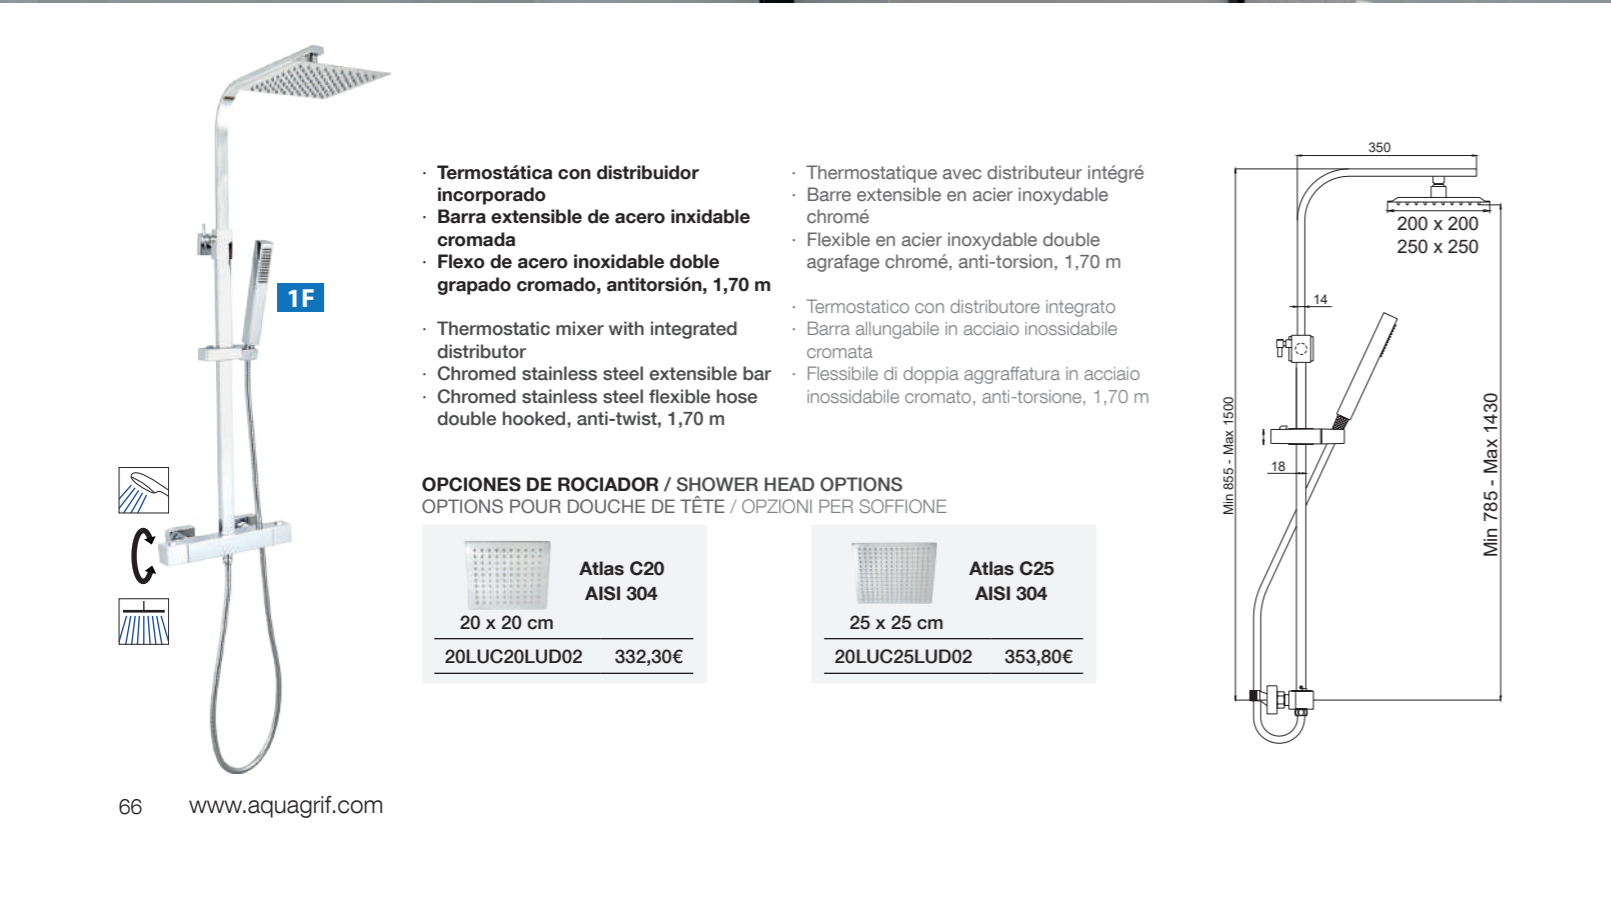 1F
· Termostática con distribuidor
incorporado
· Barra extensible de acero inxidable
cromada
· Flexo de acero inoxidable doble
grapado cromado, antitorsión, 1,70 m
· Thermostatic mixer with integrated
distributor
· Chromed stainless steel extensible bar
· Chromed stainless steel flexible hose
double hooked, anti-twist, 1,70 m
· Thermostatique avec distributeur intégré
· Barre extensible en acier inoxydable
chromé
· Flexible en acier inoxydable double
agrafage chromé, anti-torsion, 1,70 m
· Termostatico con distributore integrato
· Barra allungabile in acciaio inossidabile
cromata
· Flessibile di doppia aggraffatura in acciaio
inossidabile cromato, anti-torsione, 1,70 m
OPCIONES DE ROCIADOR / SHOWER HEAD OPTIONS
OPTIONS POUR DOUCHE DE TÊTE / OPZIONI PER SOFFIONE
Atlas C20
AISI 304
20 x 20 cm
20LUC20LUD02 332,30€
Atlas C25
AISI 304
25 x 25 cm
20LUC25LUD02 353,80€
350
200 x 200
250 x 250
14
18
Min 855 - Max 1500
Min 785 - Max 1430
66 www.aquagrif.com